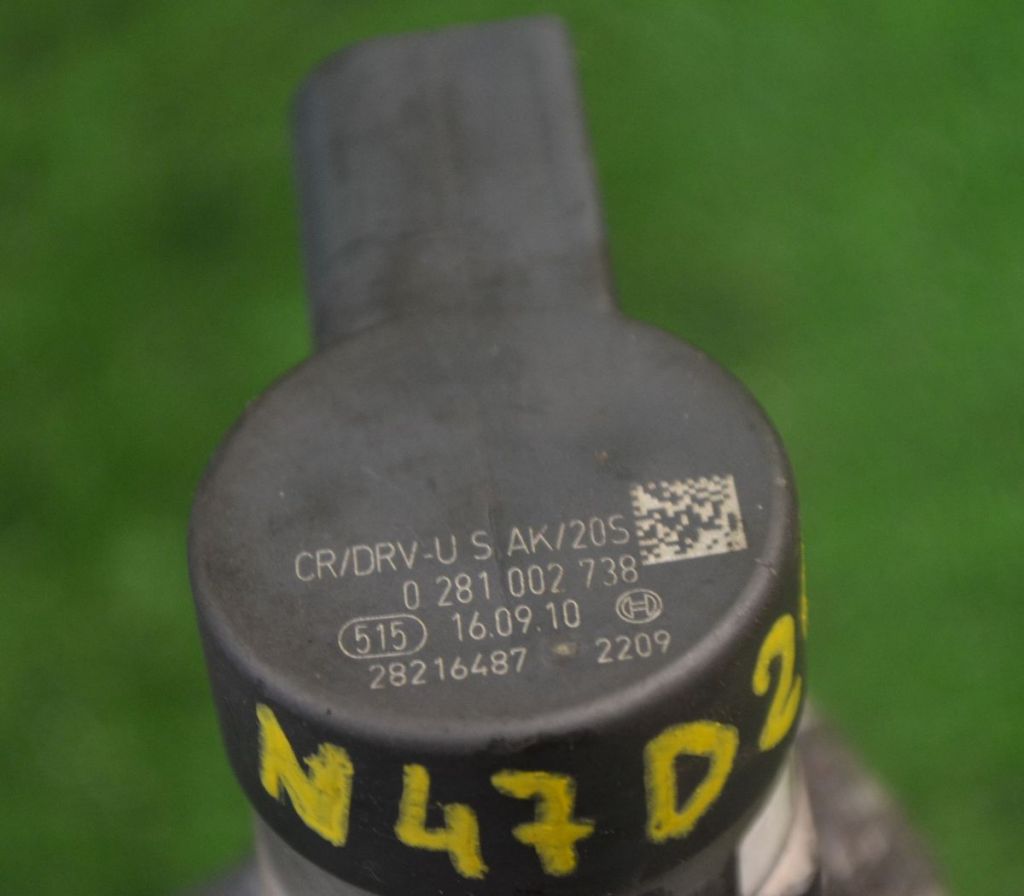 CR/DRV-U S AK/20S
0 281 002 738
515 16.09.10
28216487 2209
N47D2